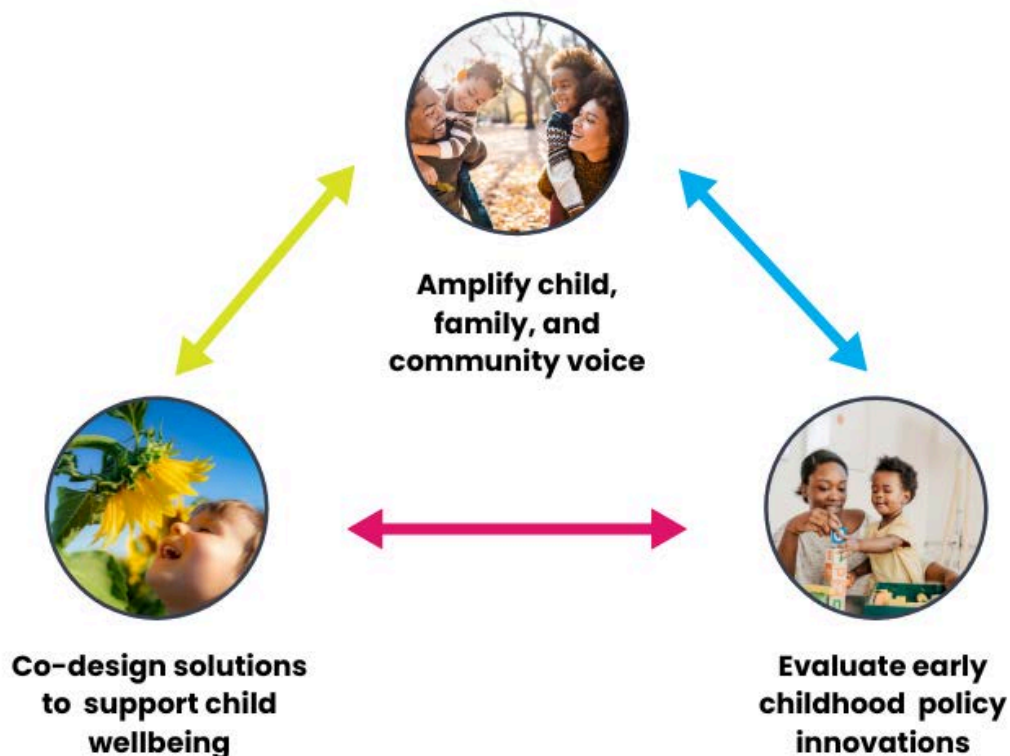 Amplify child,
family, and
community voice
Co-design solutions
to support child
wellbeing
Evaluate early
childhood policy
innovations